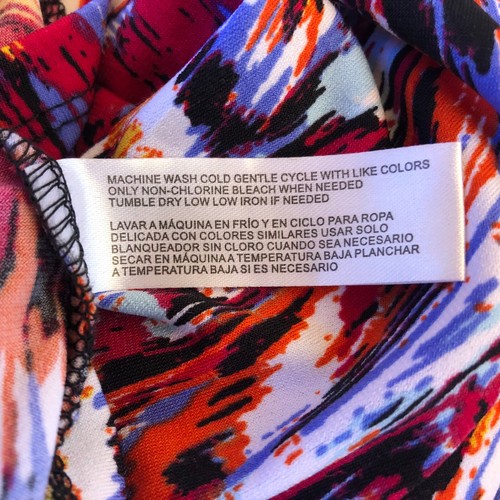 MACHINE WASH COLD GENTLE CYCLE WITH LIKE COLORS
ONLY NON-CHLORINE BLEACH WHEN NEEDED
TUMBLE DRY LOW LOW IRON IF NEEDED
LAVAR A MÁQUINA EN FRÍO Y EN CICLO PARA ROPA
DELICADA CON COLORES SIMILARES USAR SOLO
BLANQUEADOR SIN CLORO CUANDO SEA NECESARIO
SECAR EN MÁQUINA A TEMPERATURA BAJA PLANCHAR
A TEMPERATURA BAJA SI ES NECESARIO